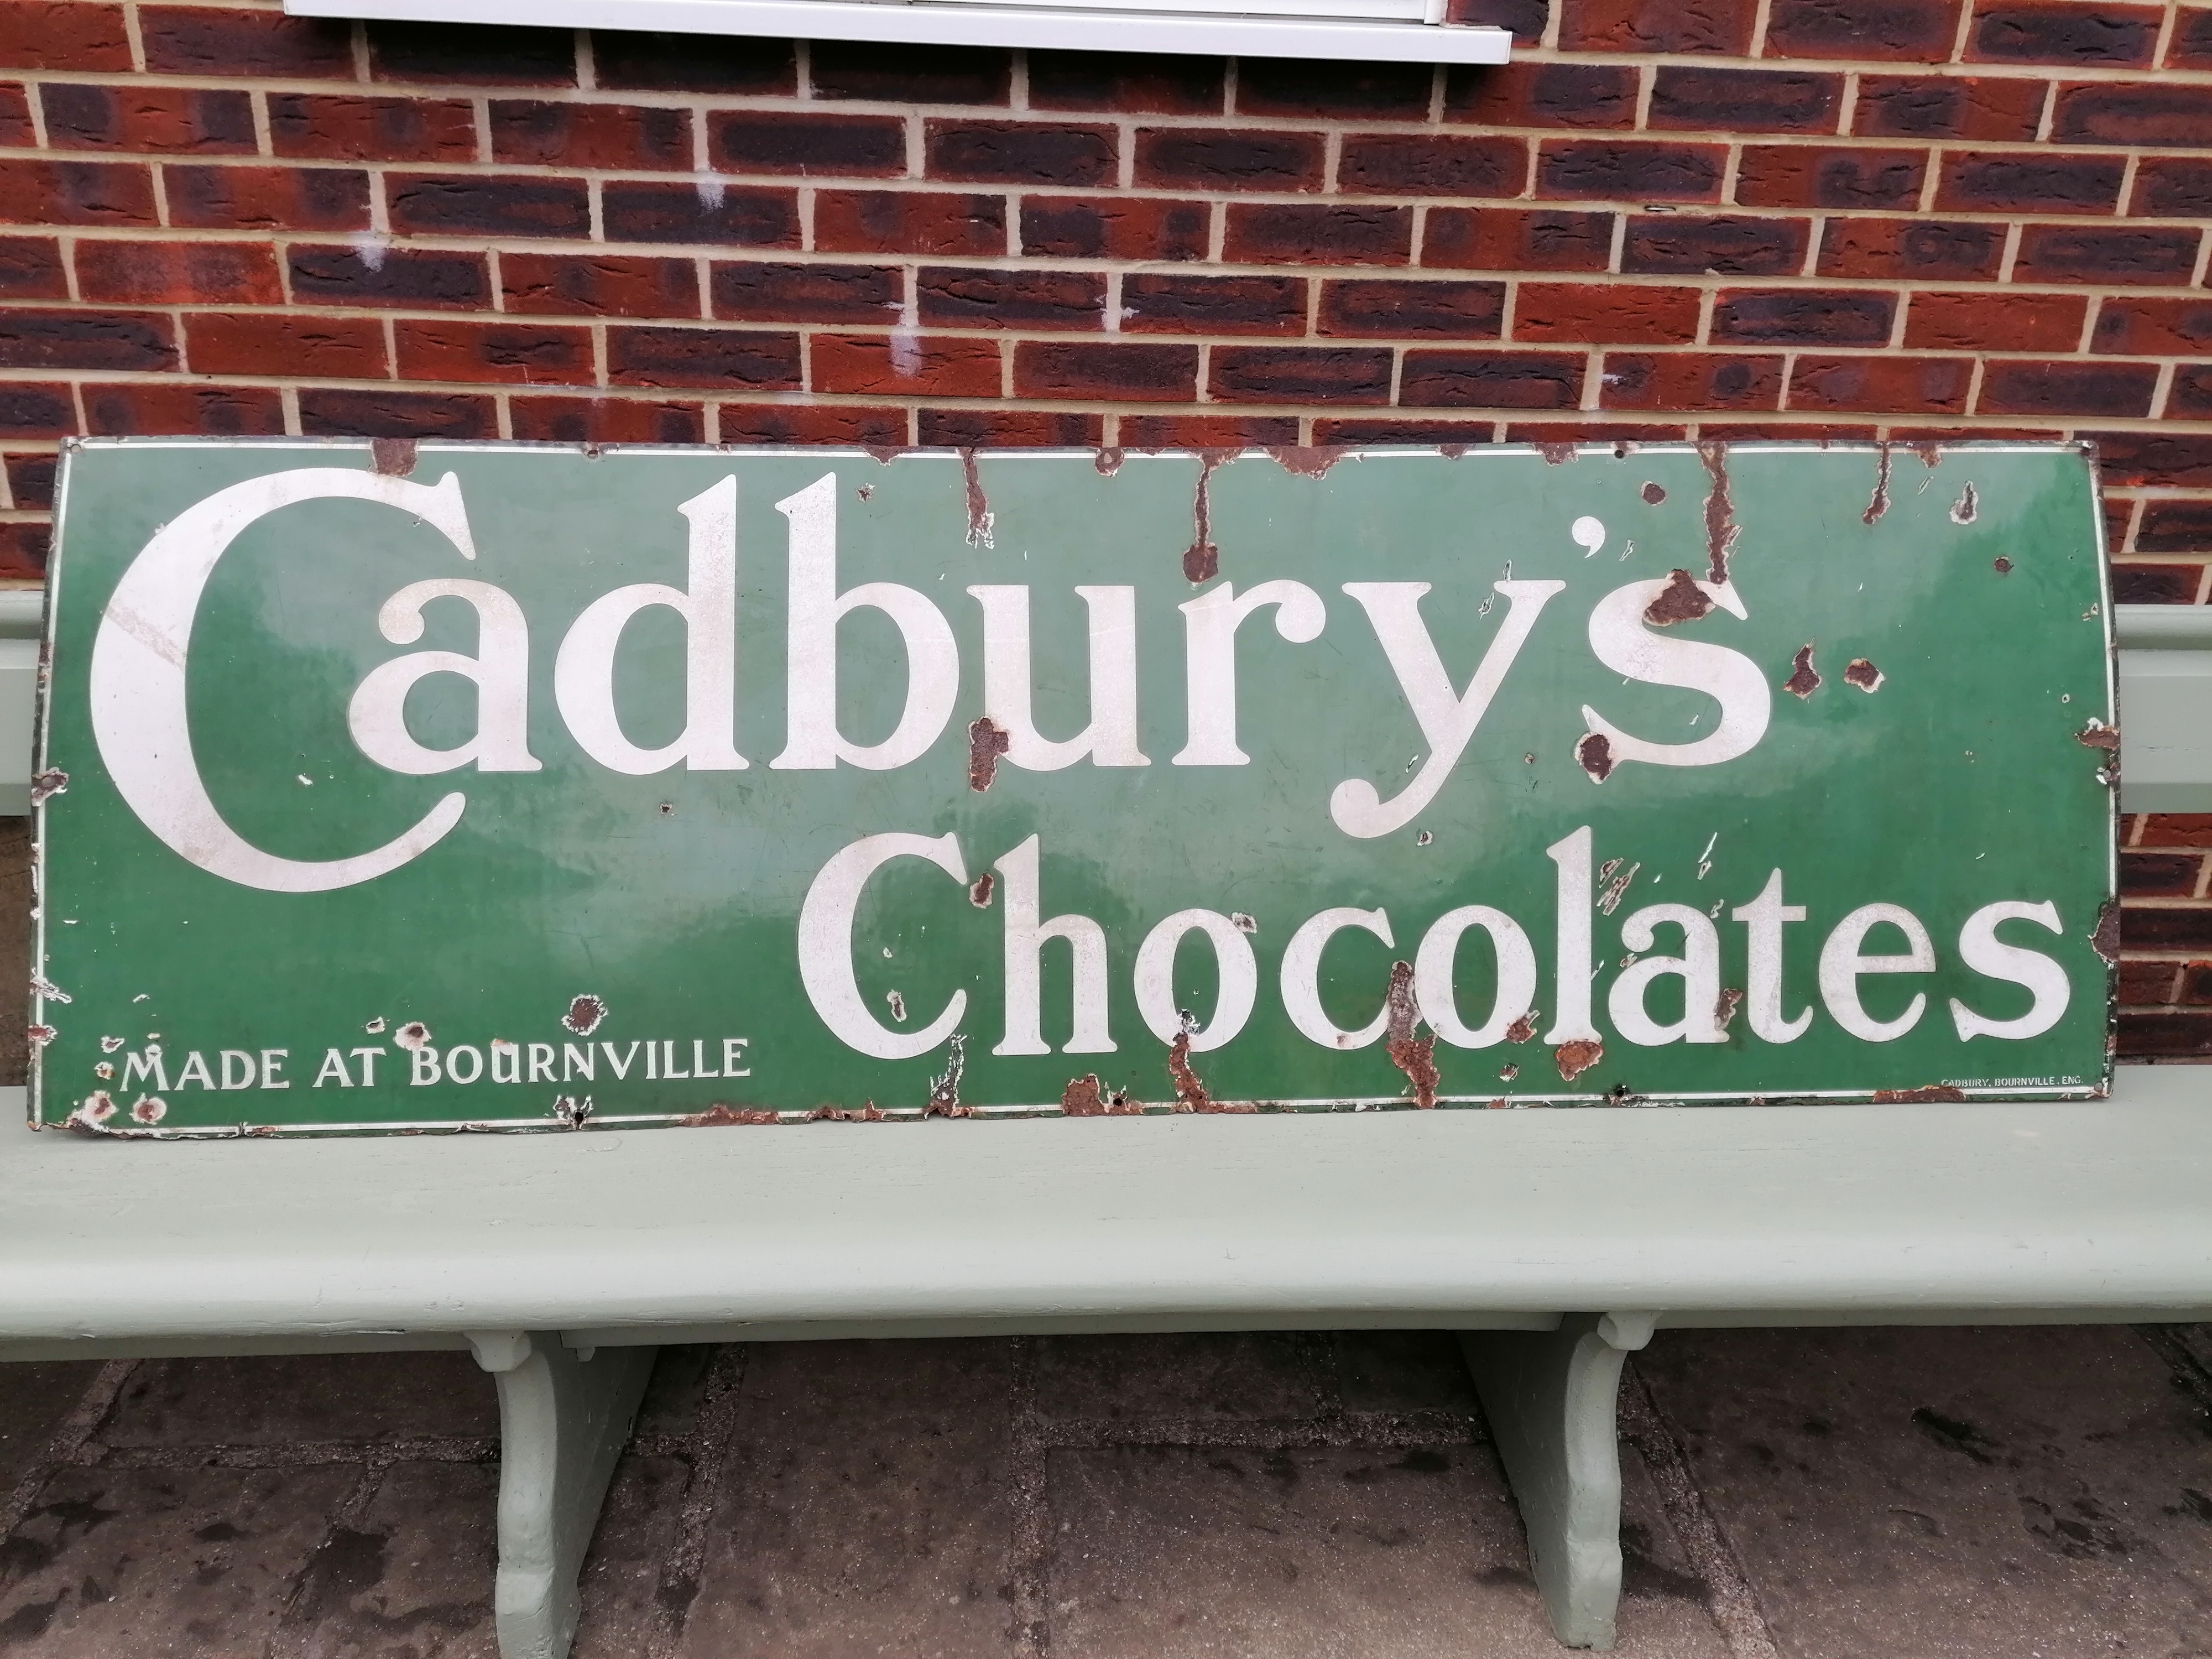 Cadbury's
Chocolates
MADE AT BOURNVILLE
CADBURY, BOURNVILLE. ENG.